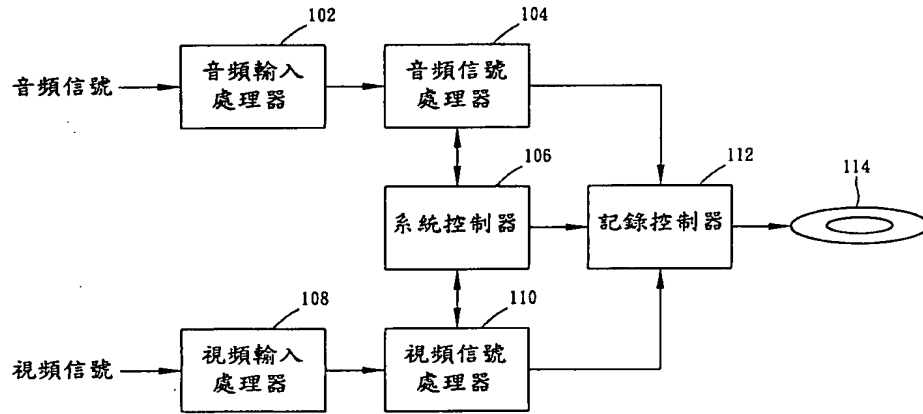 102
104
音頻信號
音頻輸入
處理器
音頻信號
處理器
106
112
114
系統控制器
記錄控制器
108
110
視頻信號
視頻輸入
處理器
視頻信號
處理器